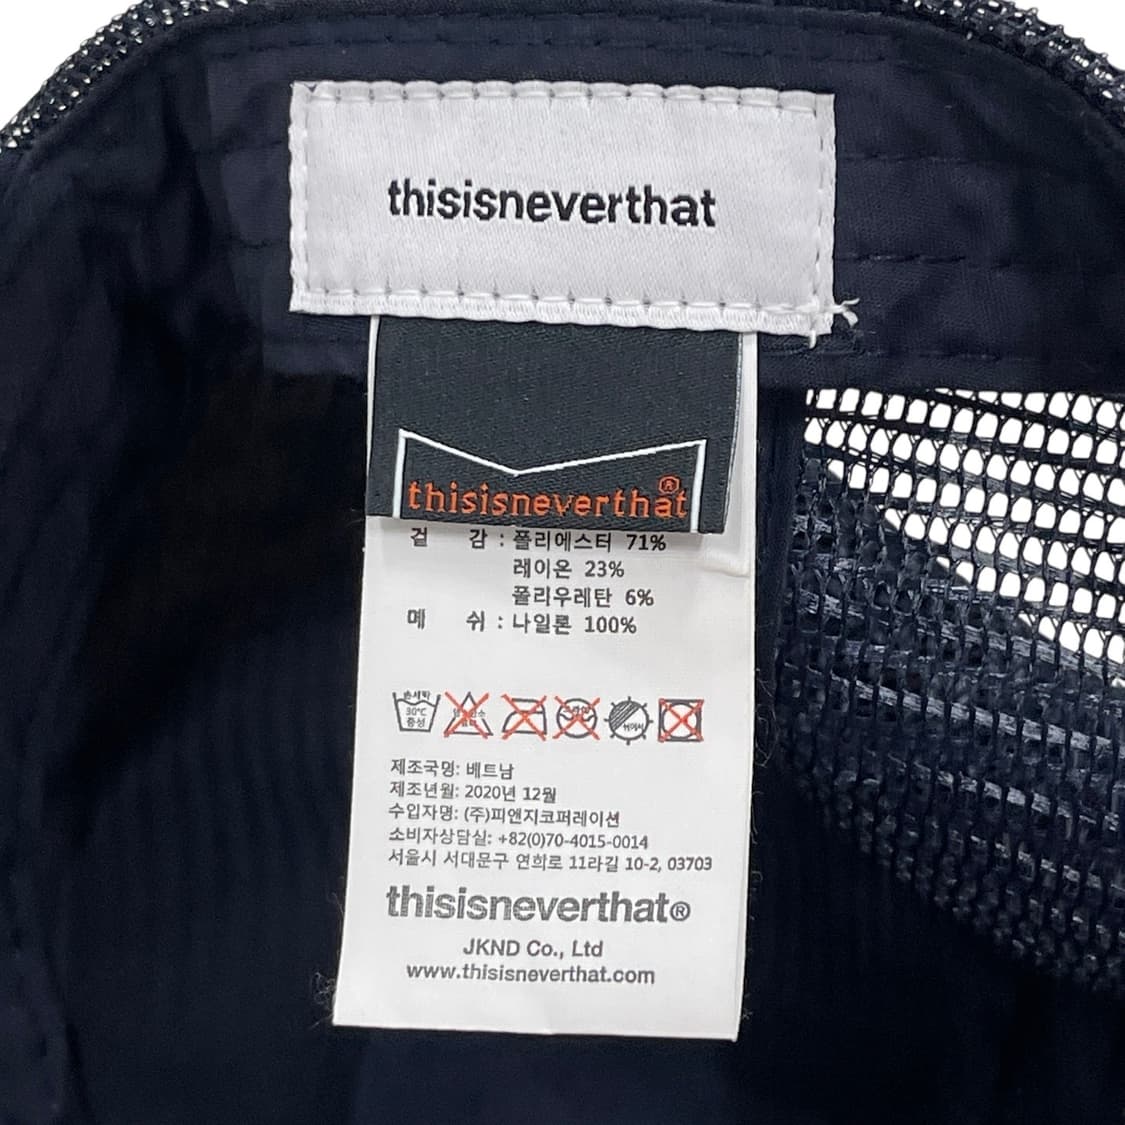 thisisneverthat
thisisneverthat®
겉 감 : 폴리에스터 71%
레이온 23%
폴리우레탄 6%
메 쉬 : 나일론 100%
손세탁
30℃
중성
제조국명: 베트남
제조년월: 2020년 12월
수입자명: (주)피앤지코퍼레이션
소비자상담실: +82(0)70-4015-0014
서울시 서대문구 연희로 11라길 10-2, 03703
thisisneverthat®
JKND Co., Ltd
www.thisisneverthat.com